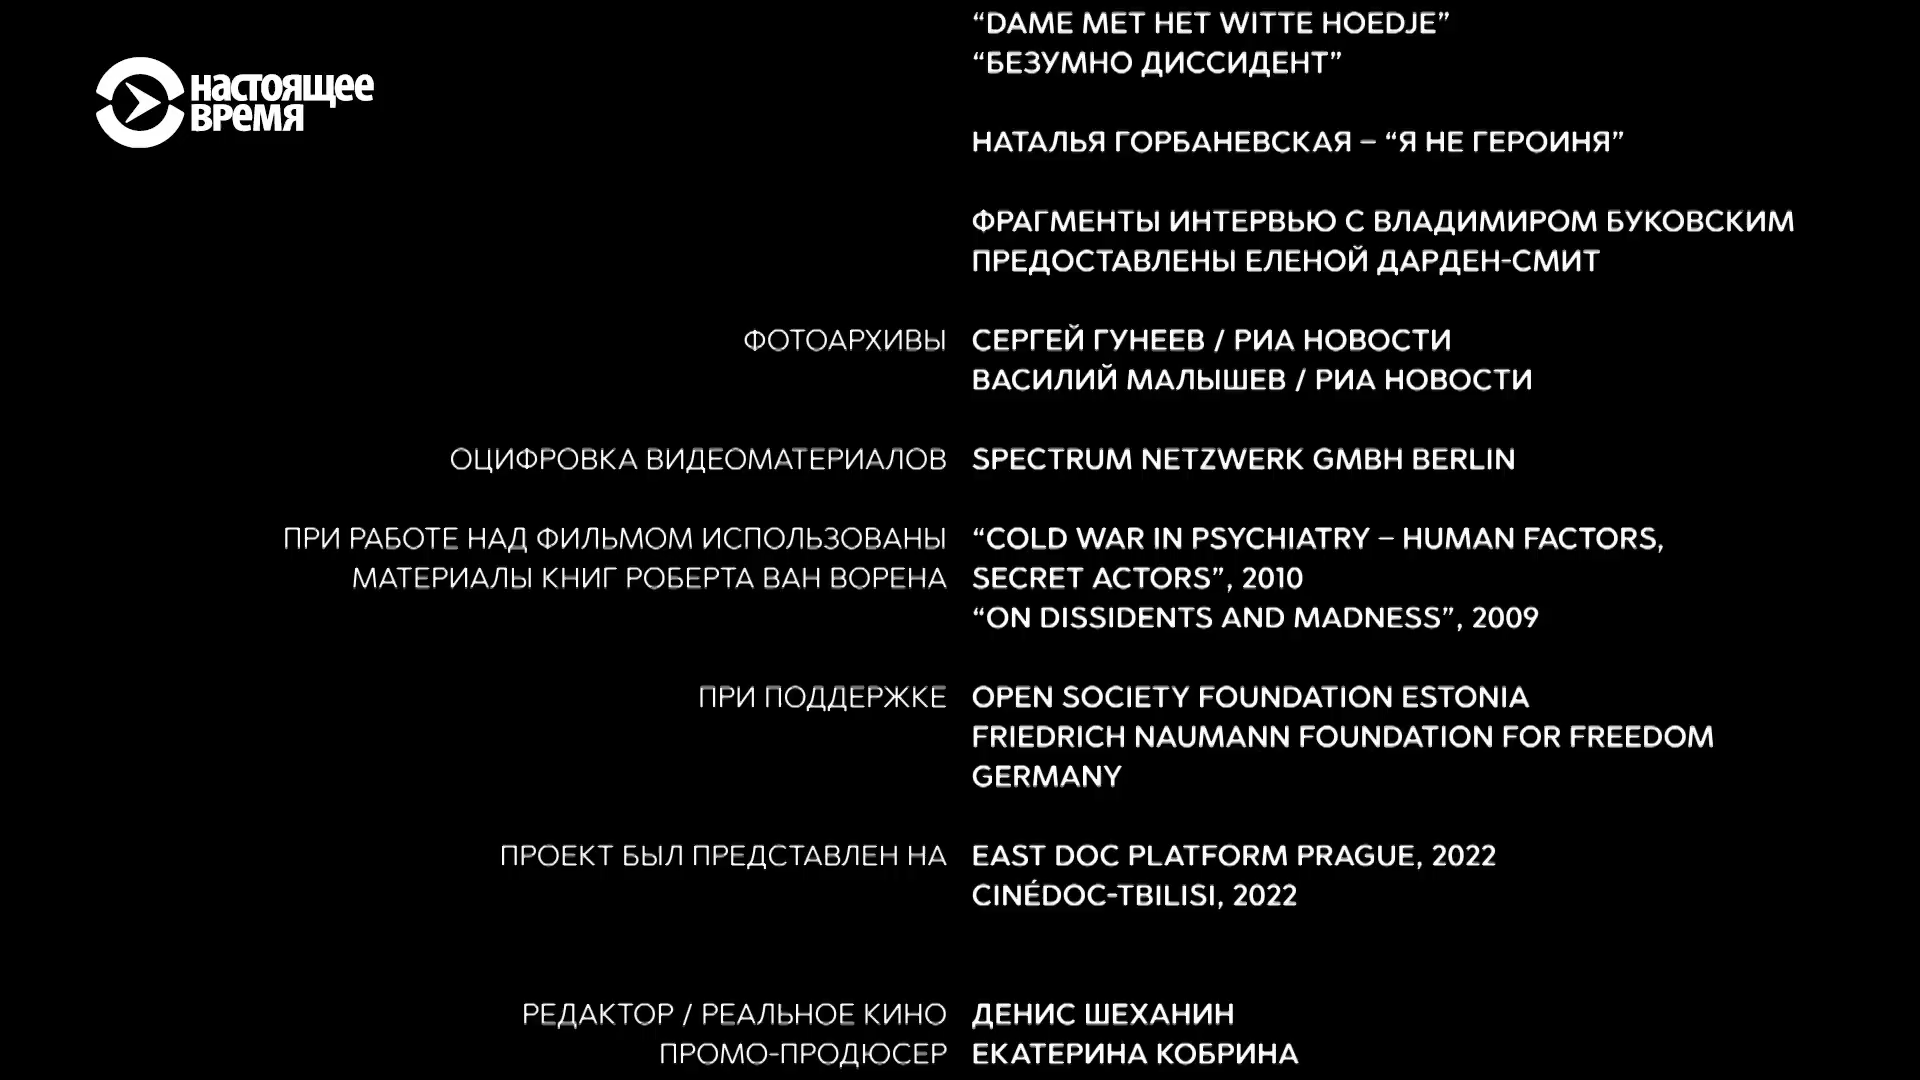 НАСТОЯЩЕЕ
ВРЕМЯ
“DAME MET HET WITTE HOEDJE”
“БЕЗУМНО ДИССИДЕНТ”
НАТАЛЬЯ ГОРБАНЕВСКАЯ – “Я НЕ ГЕРОИНЯ”
ФРАГМЕНТЫ ИНТЕРВЬЮ С ВЛАДИМИРОМ БУКОВСКИМ
ПРЕДОСТАВЛЕНЫ ЕЛЕНОЙ ДАРДЕН-СМИТ
ФОТОАРХИВЫ СЕРГЕЙ ГУНЕЕВ / РИА НОВОСТИ
ВАСИЛИЙ МАЛЫШЕВ / РИА НОВОСТИ
ОЦИФРОВКА ВИДЕОМАТЕРИАЛОВ SPECTRUM NETZWERK GMBH BERLIN
ПРИ РАБОТЕ НАД ФИЛЬМОМ ИСПОЛЬЗОВАНЫ “COLD WAR IN PSYCHIATRY – HUMAN FACTORS,
МАТЕРИАЛЫ КНИГ РОБЕРТА ВАН ВОРЕНА SECRET ACTORS”, 2010
“ON DISSIDENTS AND MADNESS”, 2009
ПРИ ПОДДЕРЖКЕ OPEN SOCIETY FOUNDATION ESTONIA
FRIEDRICH NAUMANN FOUNDATION FOR FREEDOM
GERMANY
ПРОЕКТ БЫЛ ПРЕДСТАВЛЕН НА EAST DOC PLATFORM PRAGUE, 2022
CINÉDOC-TBILISI, 2022
РЕДАКТОР / РЕАЛЬНОЕ КИНО ДЕНИС ШЕХАНИН
ПРОМО-ПРОДЮСЕР ЕКАТЕРИНА КОБРИНА